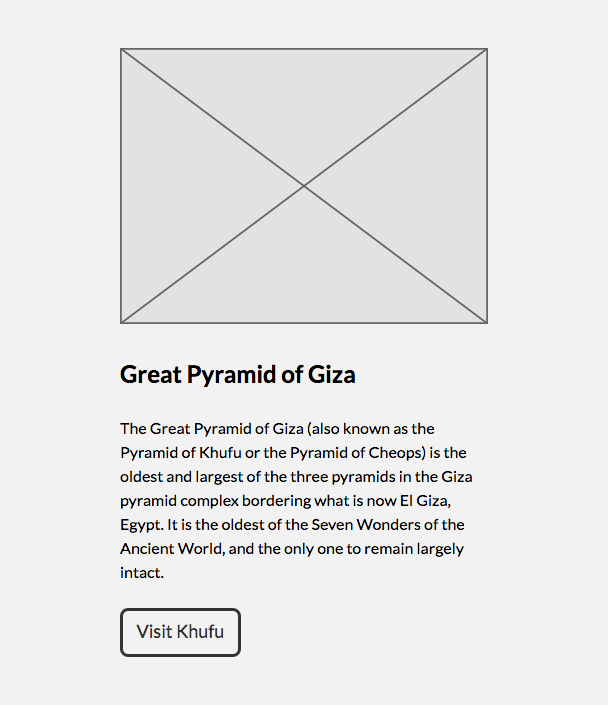 Great Pyramid of Giza
The Great Pyramid of Giza (also known as the
Pyramid of Khufu or the Pyramid of Cheops) is the
oldest and largest of the three pyramids in the Giza
pyramid complex bordering what is now El Giza,
Egypt. It is the oldest of the Seven Wonders of the
Ancient World, and the only one to remain largely
intact.
Visit Khufu